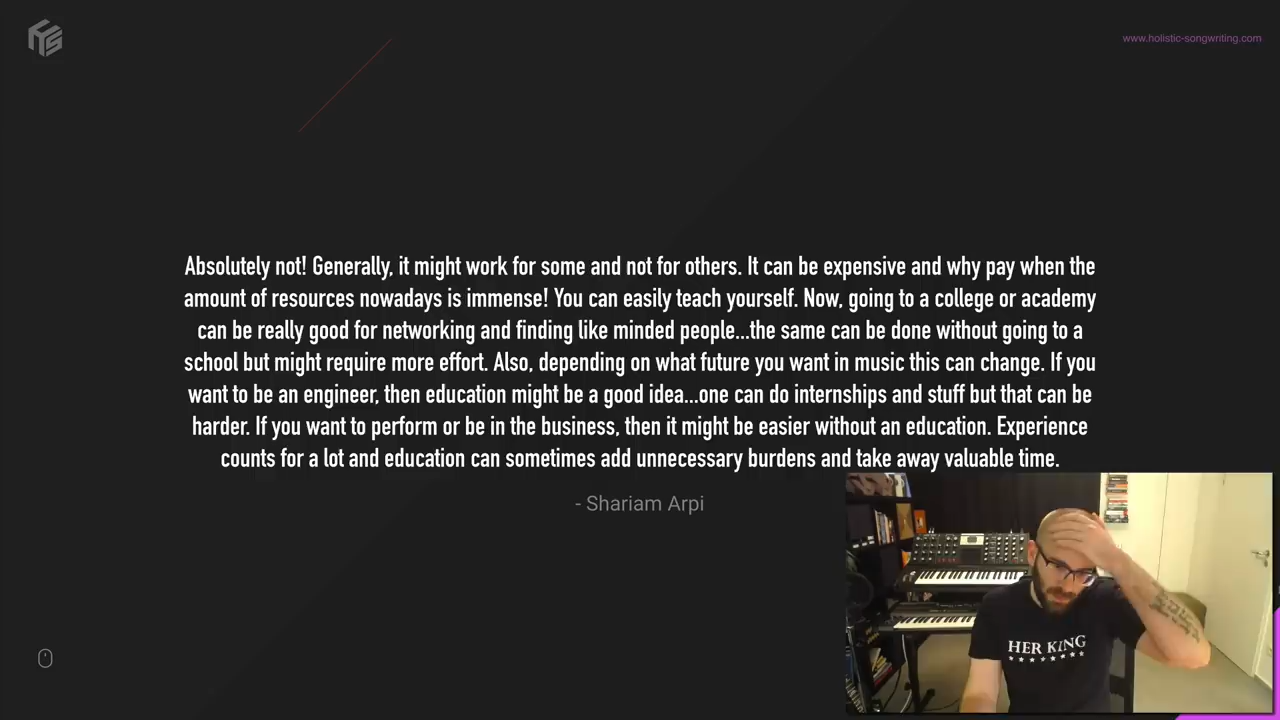 www.holistic-songwriting.com
Absolutely not! Generally, it might work for some and not for others. It can be expensive and why pay when the
amount of resources nowadays is immense! You can easily teach yourself. Now, going to a college or academy
can be really good for networking and finding like minded people...the same can be done without going to a
school but might require more effort. Also, depending on what future you want in music this can change. If you
want to be an engineer, then education might be a good idea...one can do internships and stuff but that can be
harder. If you want to perform or be in the business, then it might be easier without an education. Experience
counts for a lot and education can sometimes add unnecessary burdens and take away valuable time.
- Shariam Arpi
HER KING